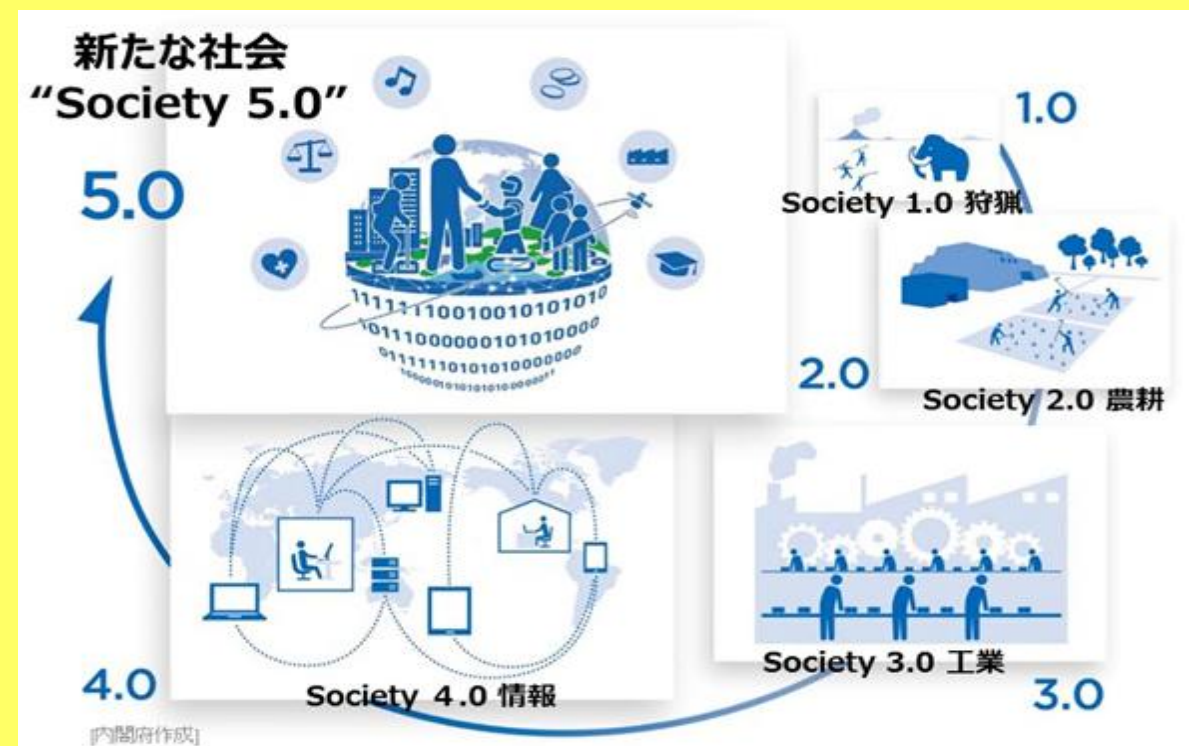 新たな社会
“Society 5.0”
5.0
1.0
Society 1.0 狩猟
2.0
Society 2.0 農耕
11111110010010101010
Society 3.0 工業
3.0
4.0
Society 4.0 情報
[内閣府作成]